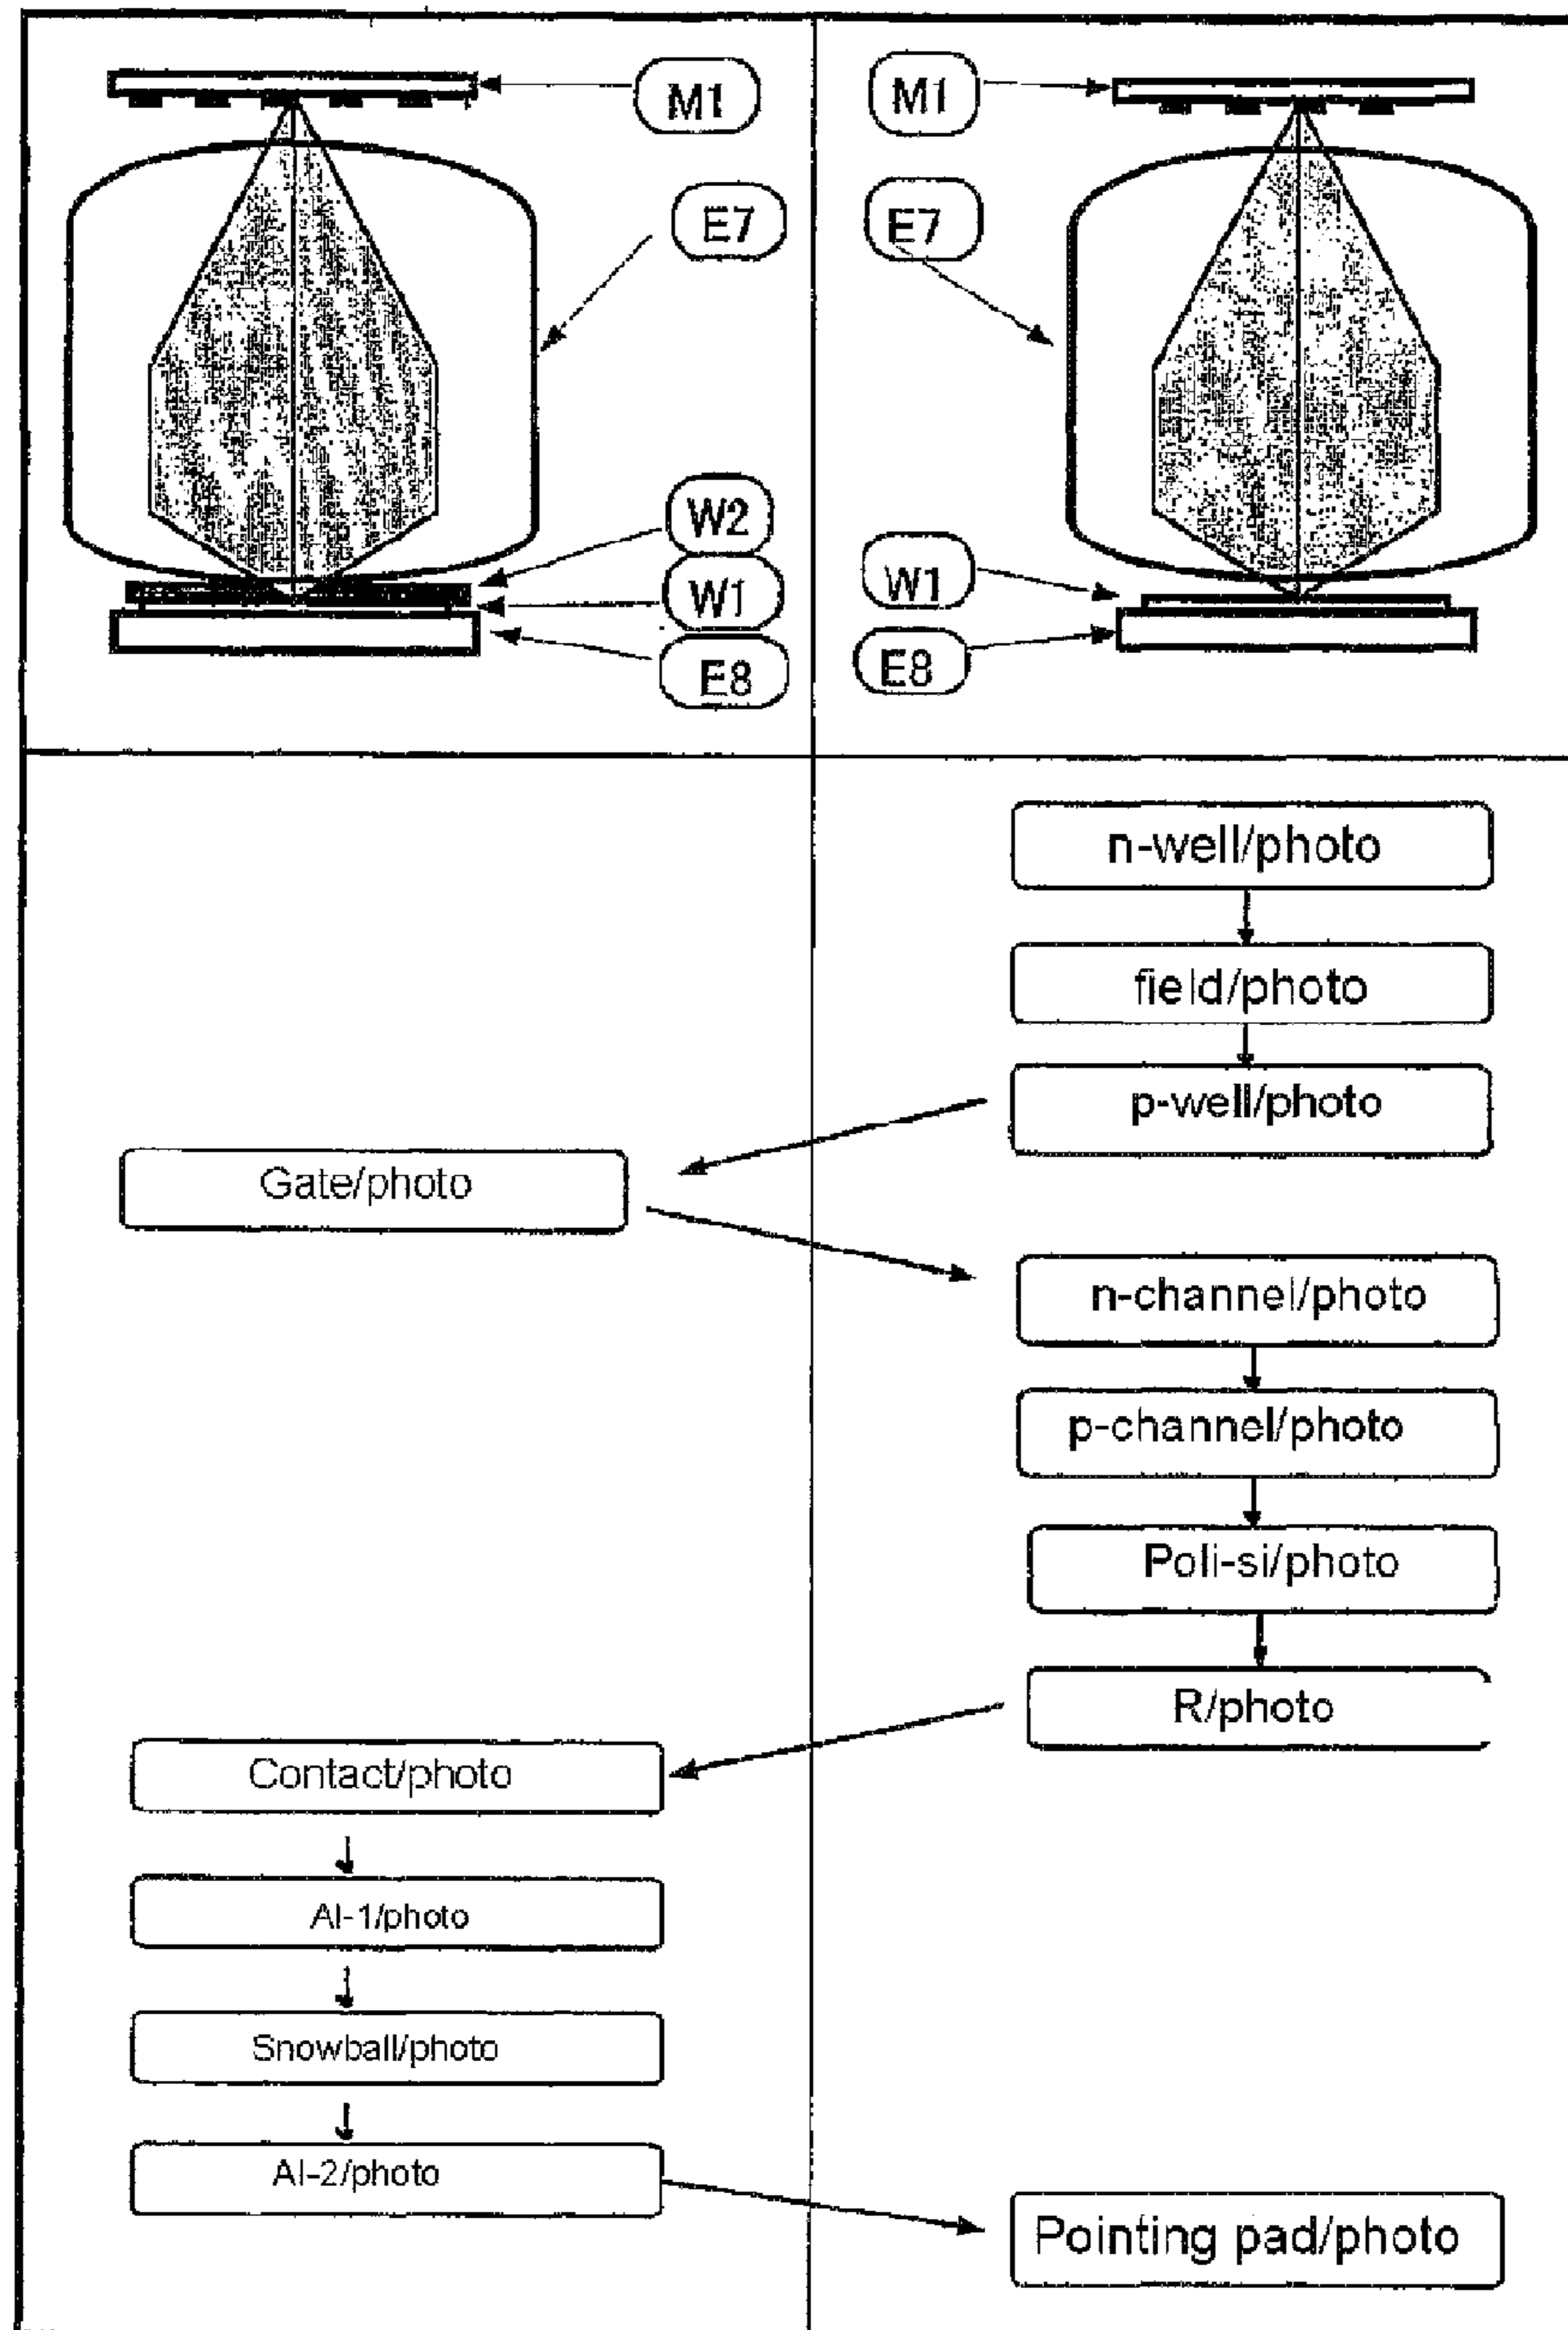 M1
E7
W2
W1
E8
M1
E7
W1
E8
n-well/photo
field/photo
p-well/photo
Gate/photo
n-channel/photo
p-channel/photo
Poli-si/photo
R/photo
Contact/photo
Al-1/photo
Snowball/photo
Al-2/photo
Pointing pad/photo